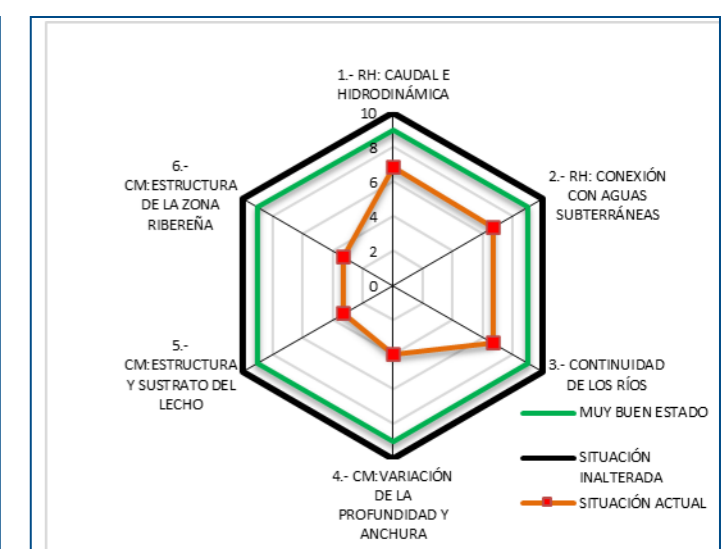 1.- RH: CAUDAL E
HIDRODINÁMICA
10
8
6
4
2
0
2.- RH: CONEXIÓN
CON AGUAS
SUBTERRÁNEAS
3.- CONTINUIDAD
DE LOS RÍOS
4.- CM:VARIACIÓN
DE LA
PROFUNDIDAD Y
ANCHURA
5.-
CM:ESTRUCTURA
Y SUSTRATO DEL
LECHO
6.-
CM:ESTRUCTURA
DE LA ZONA
RIBEREÑA
MUY BUEN ESTADO
SITUACIÓN
INALTERADA
SITUACIÓN ACTUAL